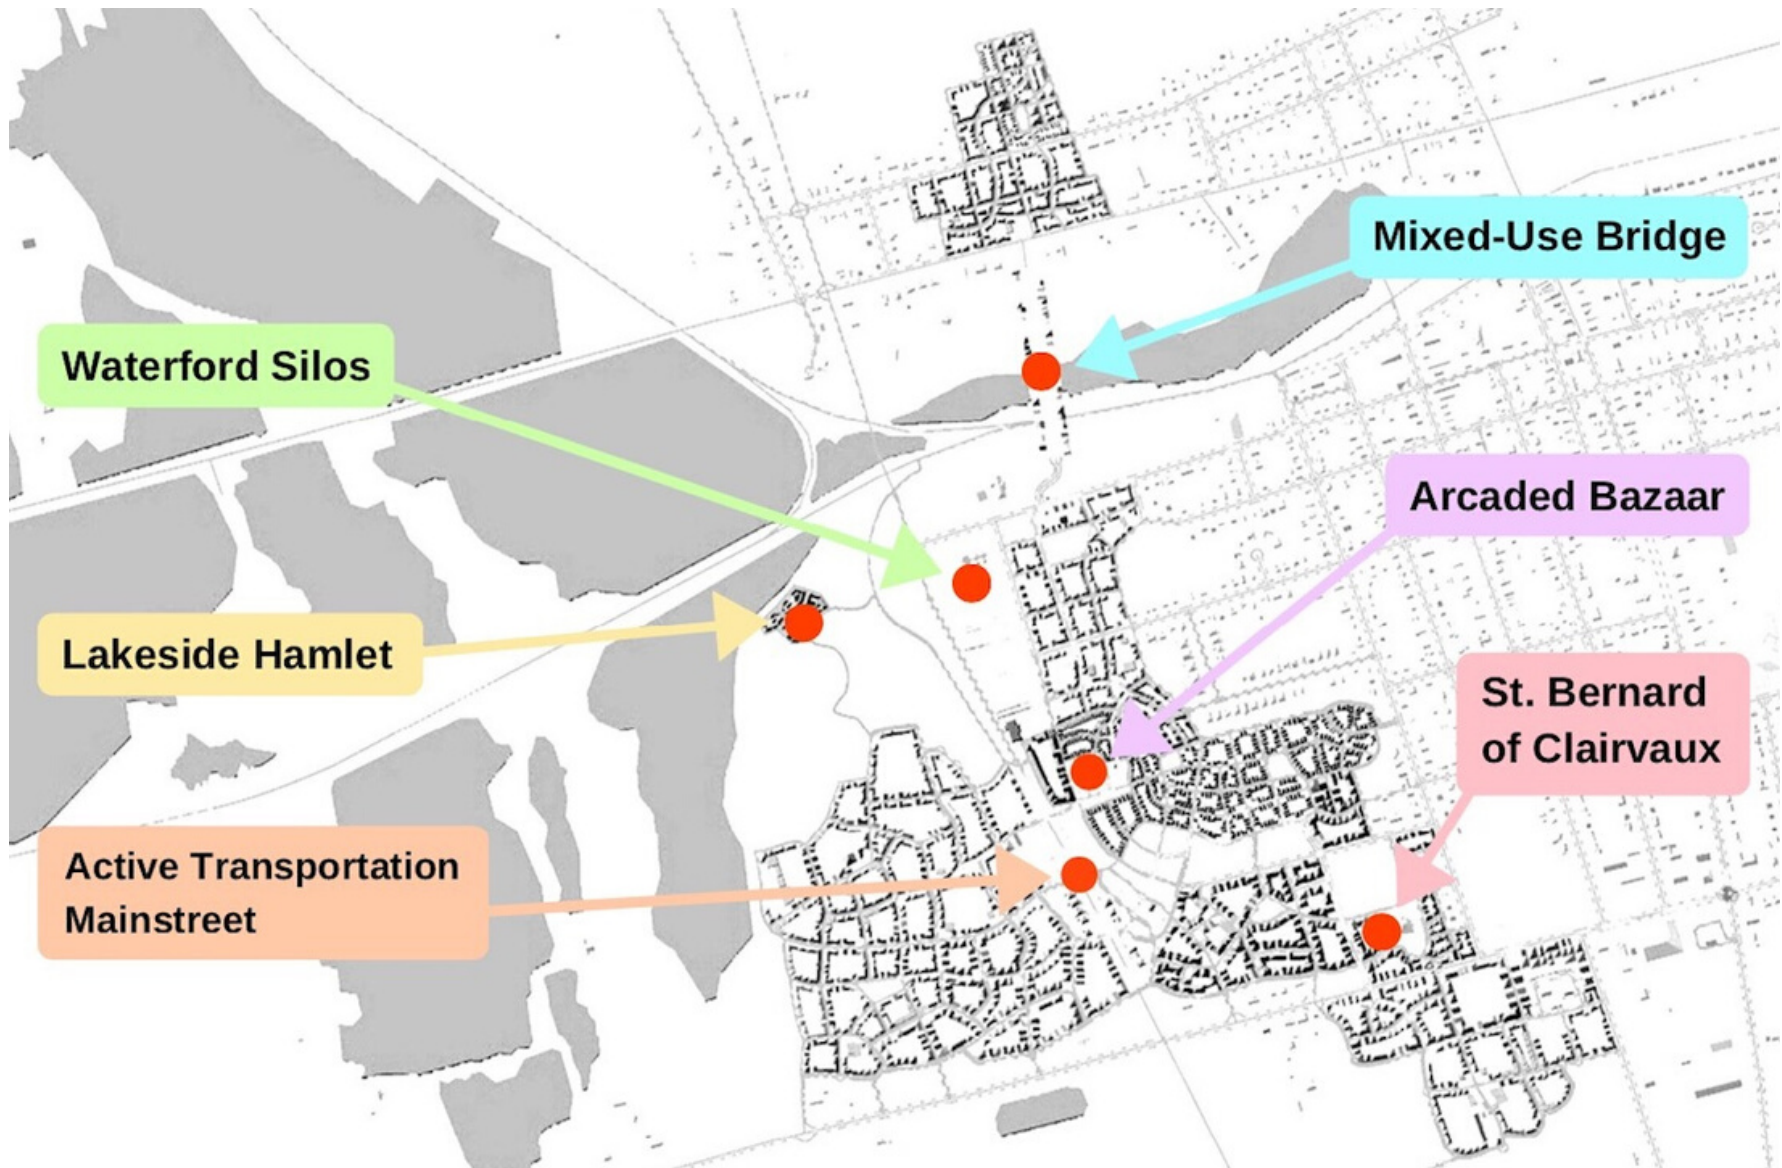 Mixed-Use Bridge
Waterford Silos
Arcaded Bazaar
Lakeside Hamlet
St. Bernard
of Clairvaux
Active Transportation
Mainstreet